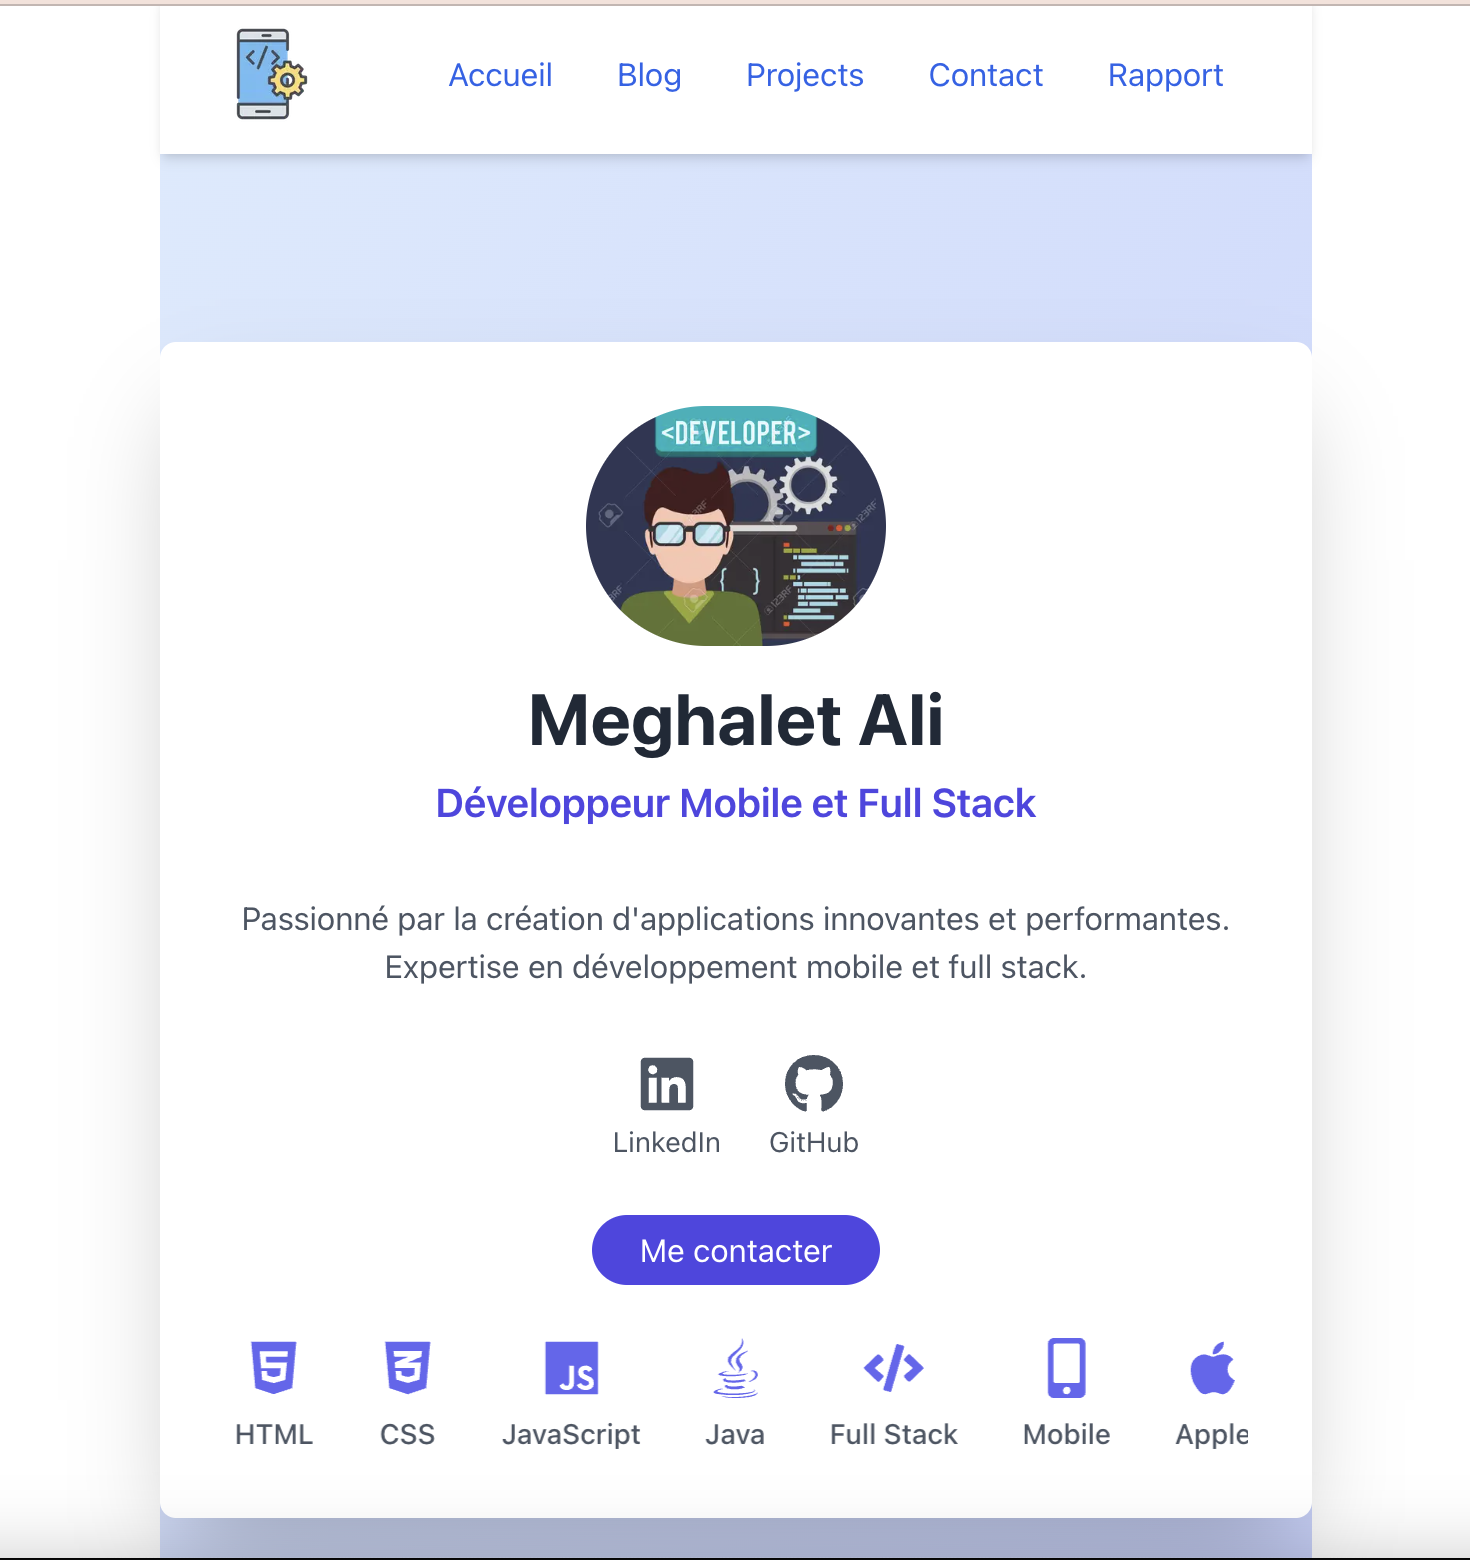 Accueil Blog Projects Contact Rapport
<DEVELOPER>
Meghalet Ali
Développeur Mobile et Full Stack
Passionné par la création d'applications innovantes et performantes.
Expertise en développement mobile et full stack.
LinkedIn GitHub
Me contacter
JS
HTML CSS JavaScript Java Full Stack Mobile Apple